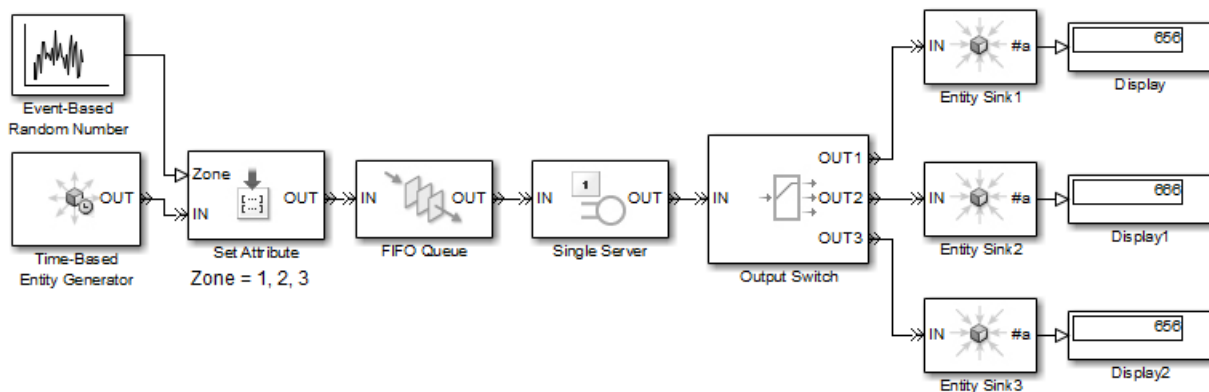 Event-Based
Random Number
Time-Based
Entity Generator
OUT
Zone
IN
OUT
Set Attribute
Zone = 1, 2, 3
IN
OUT
FIFO Queue
1
IN
OUT
Single Server
IN
OUT1
OUT2
OUT3
Output Switch
IN
#a
Entity Sink1
656
Display
IN
#a
Entity Sink2
666
Display1
IN
#a
Entity Sink3
656
Display2